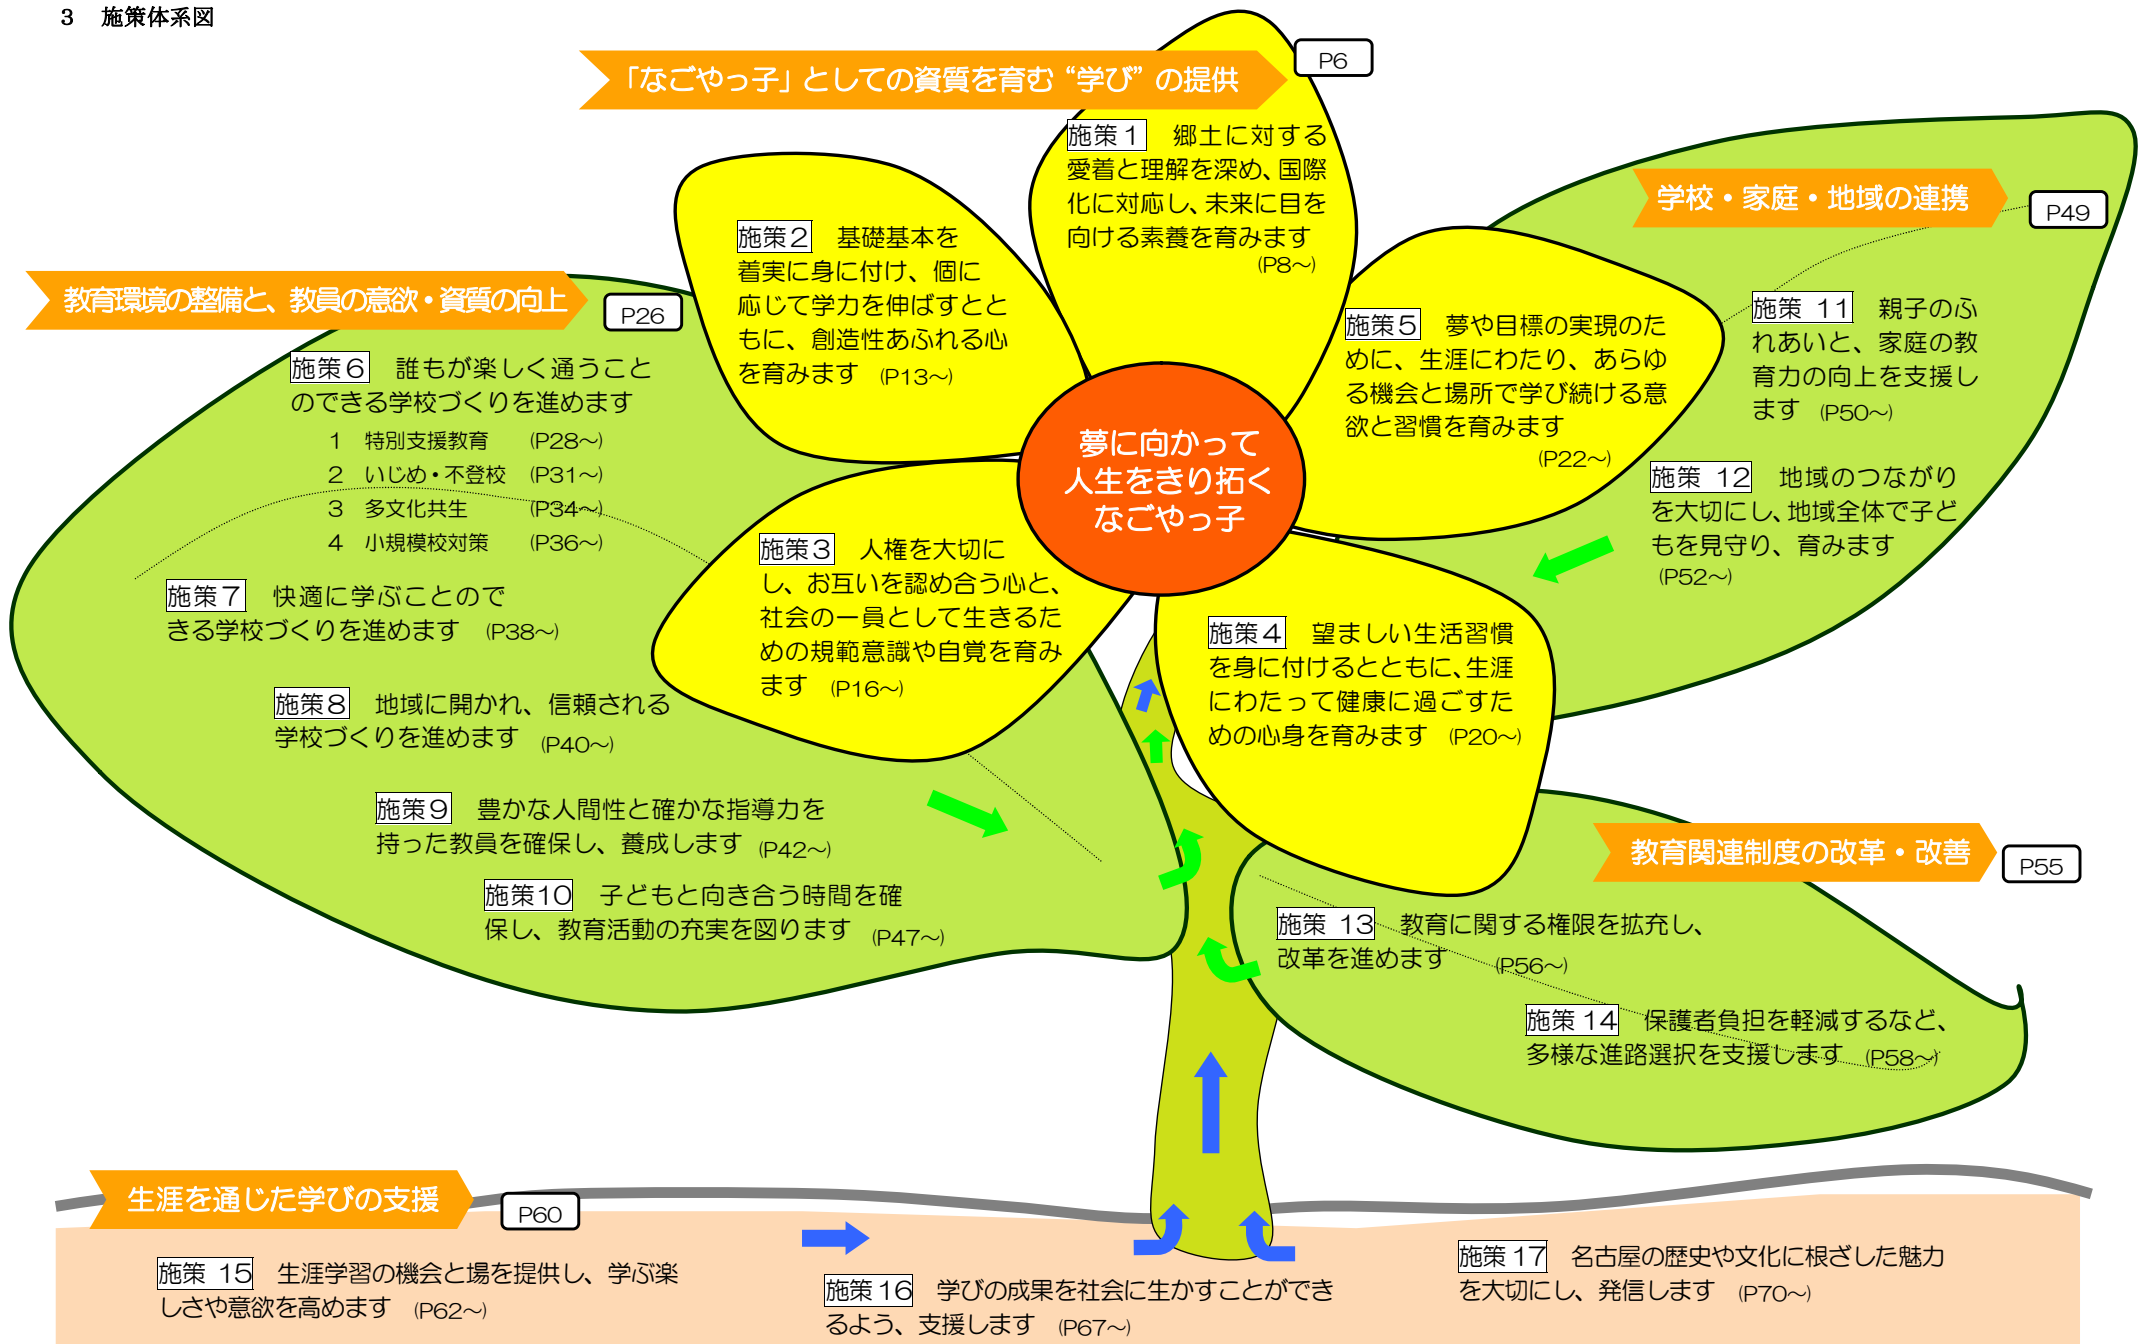 ３　施策体系図
「なごやっ子」としての資質を育む“学び”の提供
P6
施策１　郷土に対する
愛着と理解を深め、国際
化に対応し、未来に目を
向ける素養を育みます
(P8～)
施策２　基礎基本を
着実に身に付け、個に
応じて学力を伸ばすとと
もに、創造性あふれる心
を育みます　(P13～)
施策３　人権を大切に
し、お互いを認め合う心と、
社会の一員として生きるた
めの規範意識や自覚を育み
ます　(P16～)
施策４　望ましい生活習慣
を身に付けるとともに、生涯
にわたって健康に過ごすた
めの心身を育みます　(P20～)
施策５　夢や目標の実現のた
めに、生涯にわたり、あらゆ
る機会と場所で学び続ける意
欲と習慣を育みます
(P22～)
夢に向かって
人生をきり拓く
なごやっ子
教育環境の整備と、教員の意欲・資質の向上
P26
施策６　誰もが楽しく通うこと
のできる学校づくりを進めます
１　特別支援教育　(P28～)
２　いじめ・不登校　(P31～)
３　多文化共生　(P34～)
４　小規模校対策　(P36～)
施策７　快適に学ぶことので
きる学校づくりを進めます　(P38～)
施策８　地域に開かれ、信頼される
学校づくりを進めます　(P40～)
施策９　豊かな人間性と確かな指導力を
持った教員を確保し、養成します　(P42～)
施策10　子どもと向き合う時間を確
保し、教育活動の充実を図ります　(P47～)
学校・家庭・地域の連携
P49
施策 11　親子のふ
れあいと、家庭の教
育力の向上を支援し
ます　(P50～)
施策 12　地域のつながり
を大切にし、地域全体で子ど
もを見守り、育みます
(P52～)
教育関連制度の改革・改善
P55
施策 13　教育に関する権限を拡充し、
改革を進めます　(P56～)
施策 14　保護者負担を軽減するなど、
多様な進路選択を支援します　(P58～)
生涯を通じた学びの支援
P60
施策 15　生涯学習の機会と場を提供し、学ぶ楽
しさや意欲を高めます　(P62～)
施策 16　学びの成果を社会に生かすことができ
るよう、支援します　(P67～)
施策 17　名古屋の歴史や文化に根ざした魅力
を大切にし、発信します　(P70～)